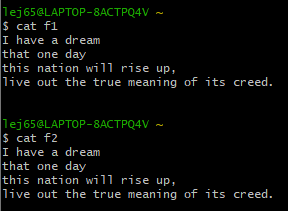 lej65@LAPTOP-8ACTPQ4V ~
$ cat f1
I have a dream
that one day
this nation will rise up,
live out the true meaning of its creed.
lej65@LAPTOP-8ACTPQ4V ~
$ cat f2
I have a dream
that one day
this nation will rise up,
live out the true meaning of its creed.